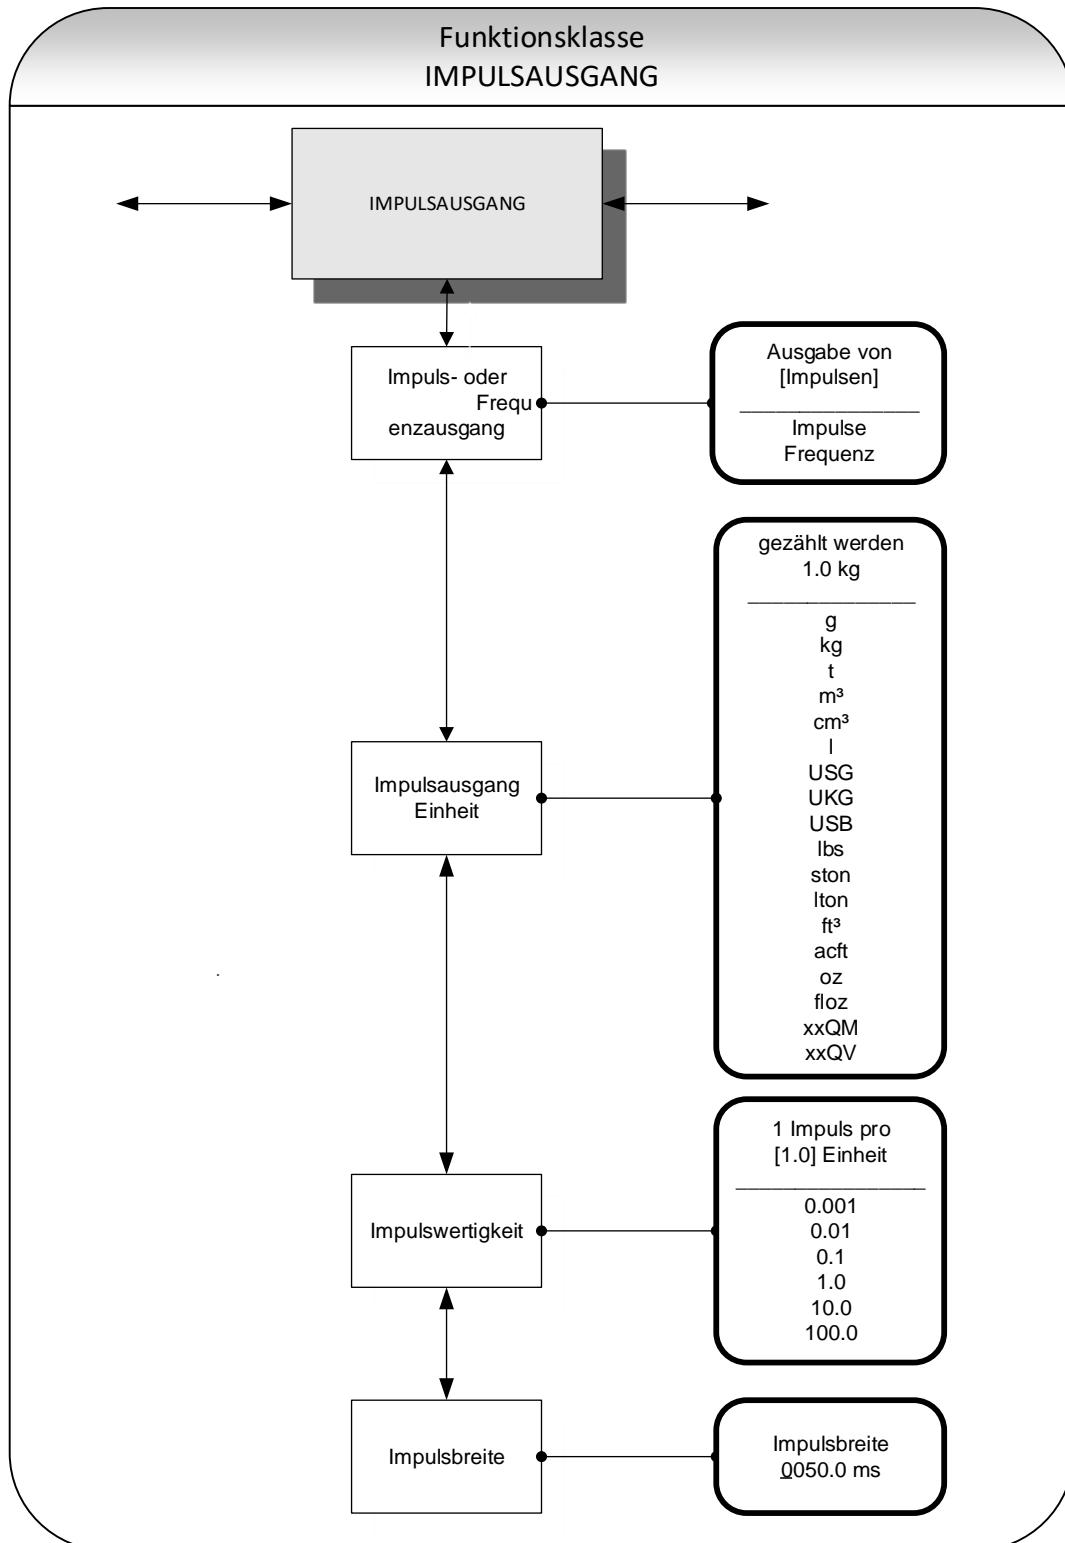 Funktionsklasse
IMPULSAUSGANG
IMPULSAUSGANG
Impuls- oder
Frequ
enzausgang
Ausgabe von
[Impulsen]
_______________
Impulse
Frequenz
Impulsausgang
Einheit
gezählt werden
1.0 kg
______________
g
kg
t
m³
cm³
l
USG
UKG
USB
lbs
ston
lton
ft³
acft
oz
floz
xxQM
xxQV
Impulswertigkeit
1 Impuls pro
[1.0] Einheit
________________
0.001
0.01
0.1
1.0
10.0
100.0
Impulsbreite
Impulsbreite
0050.0 ms